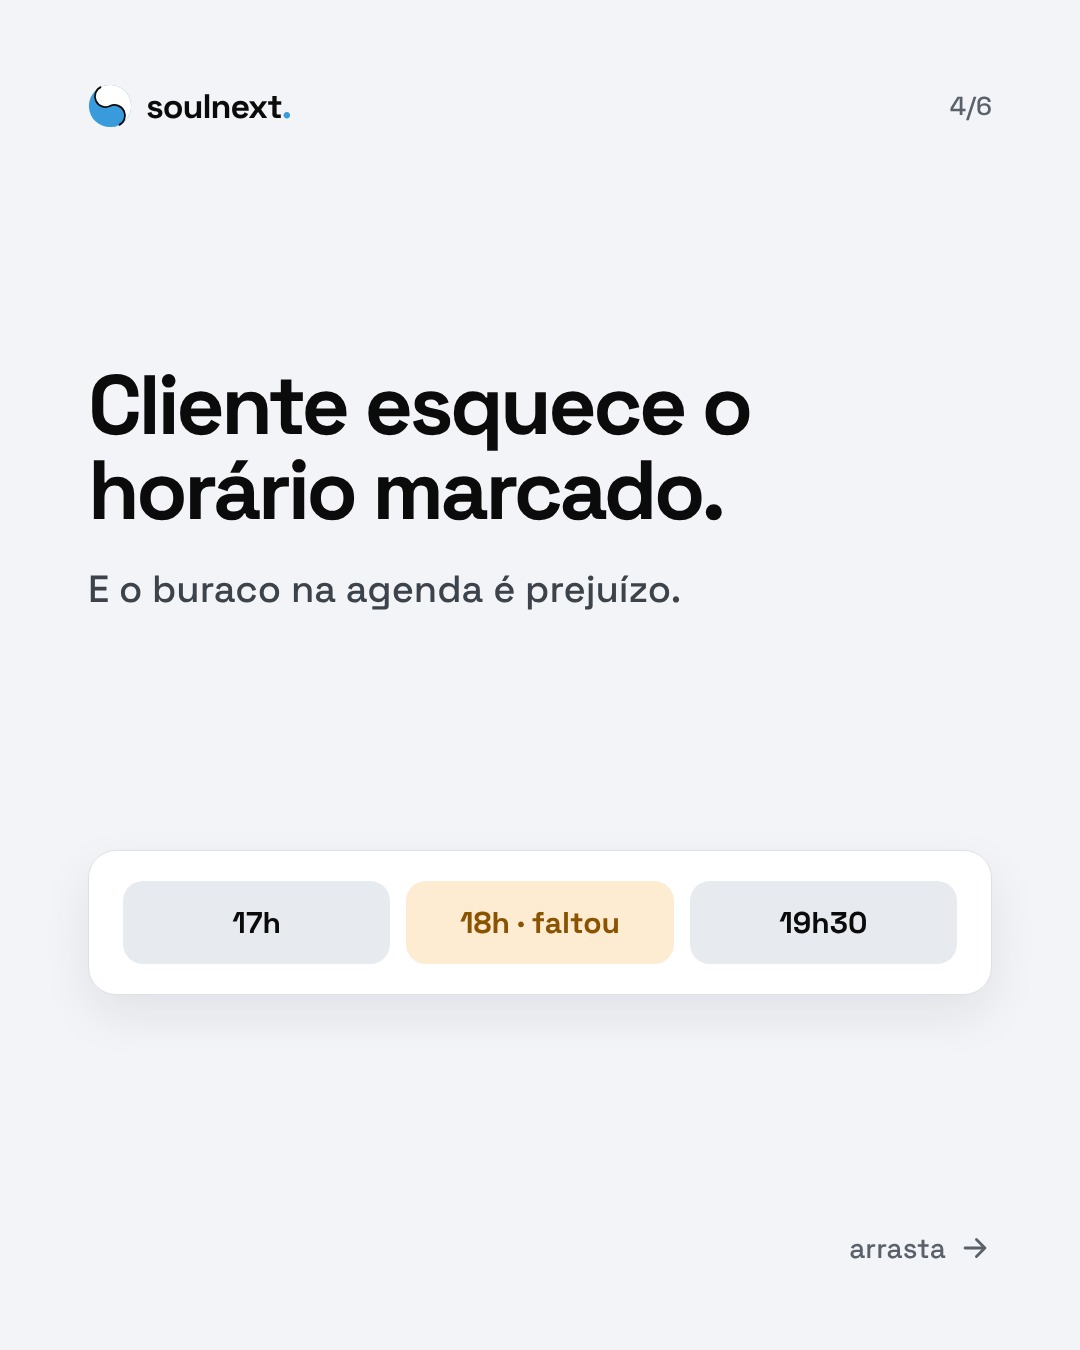 soulnext.
4/6
Cliente esquece o
horário marcado.
E o buraco na agenda é prejuízo.
17h
18h · faltou
19h30
arrasta →